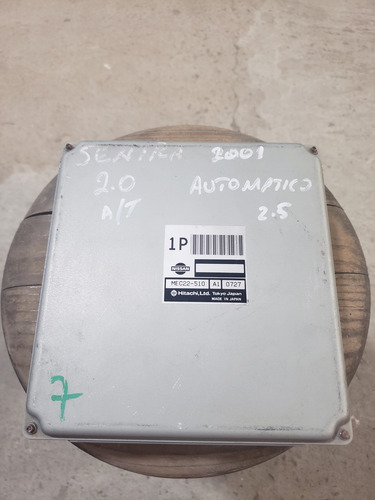 SENTRA 2001
2.0 AUTOMATICO
A/T 2.5
1P
NISSAN
MEC22-510 A1 0727
Hitachi, Ltd. Tokyo Japan
MADE IN JAPAN
7